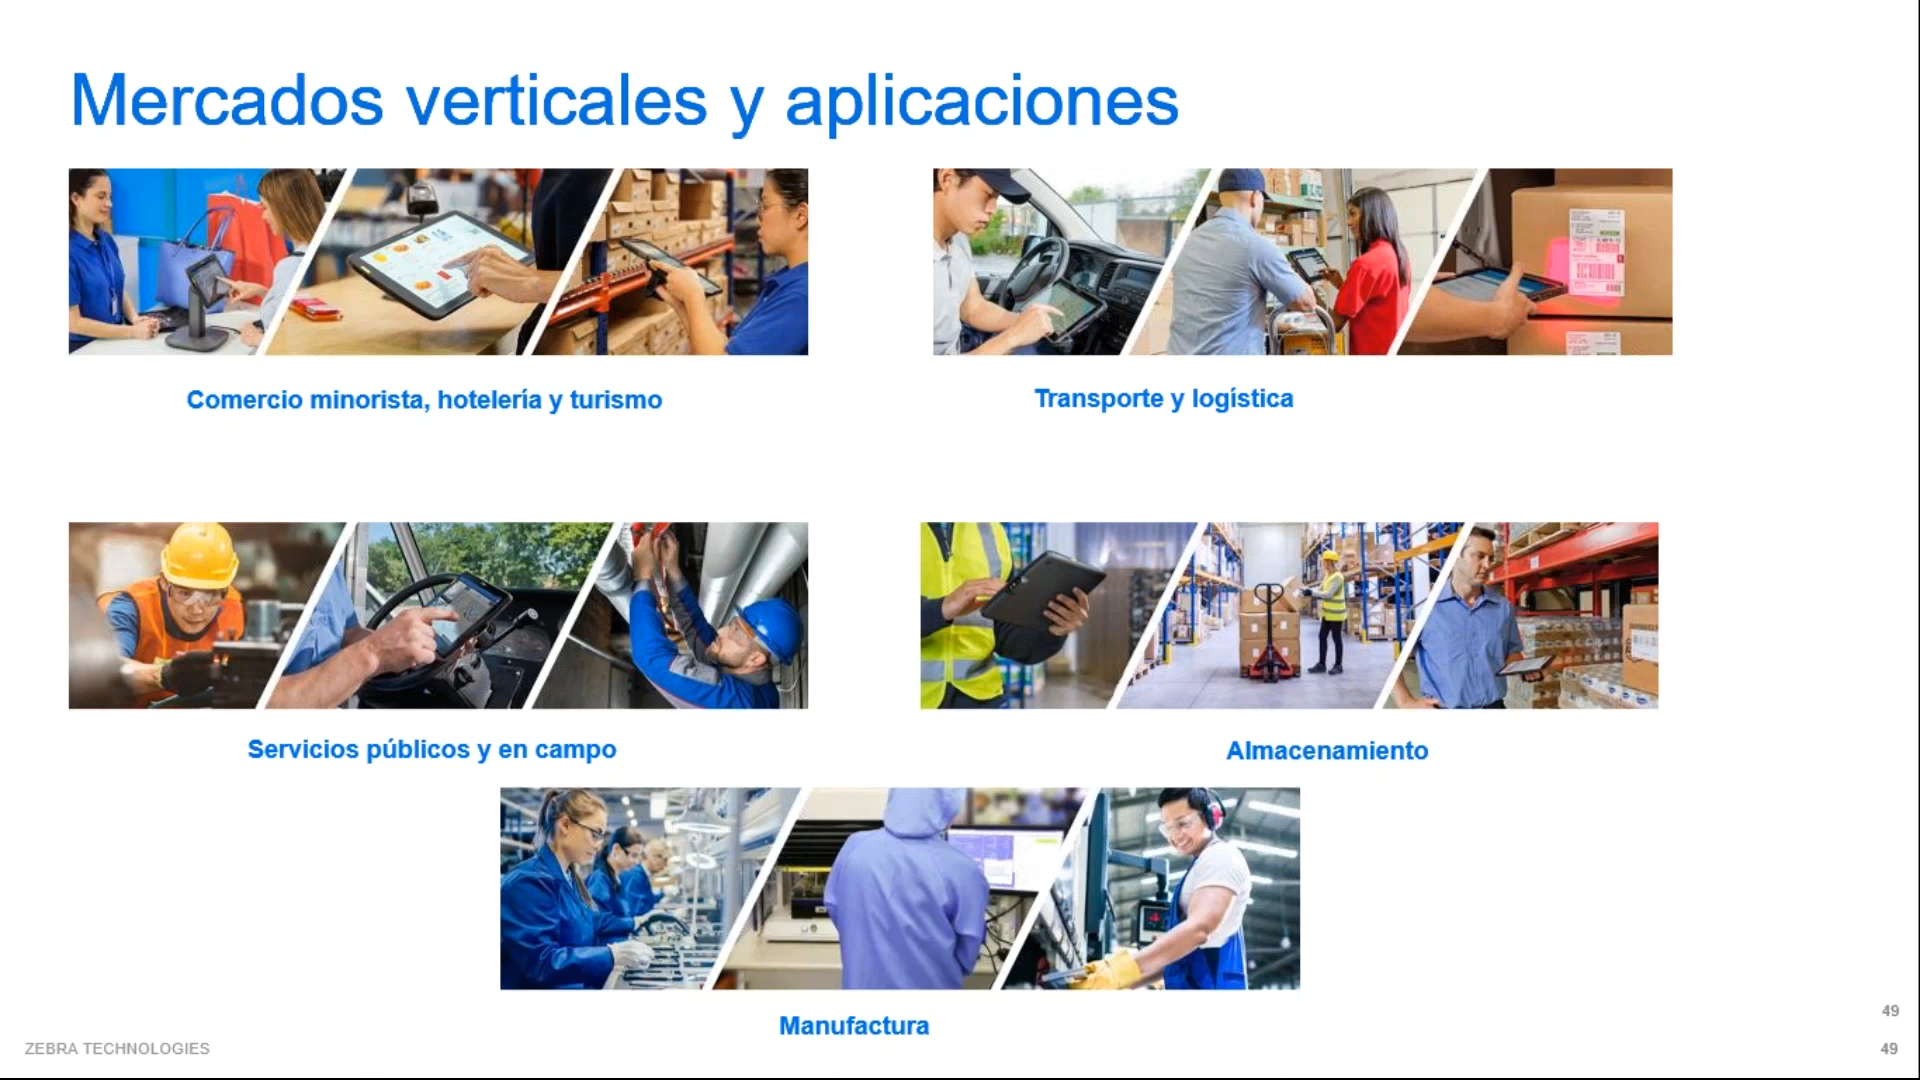 Mercados verticales y aplicaciones
Comercio minorista, hotelería y turismo
Transporte y logística
Servicios públicos y en campo
Almacenamiento
Manufactura
49
ZEBRA TECHNOLOGIES
49